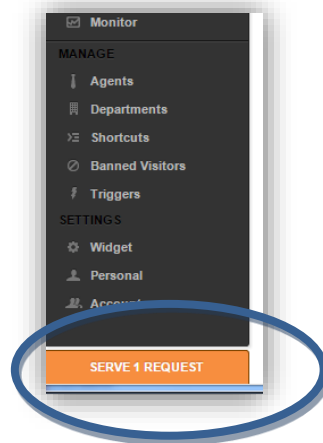 Monitor
MANAGE
Agents
Departments
Shortcuts
Banned Visitors
Triggers
SETTINGS
Widget
Personal
SERVE 1 REQUEST